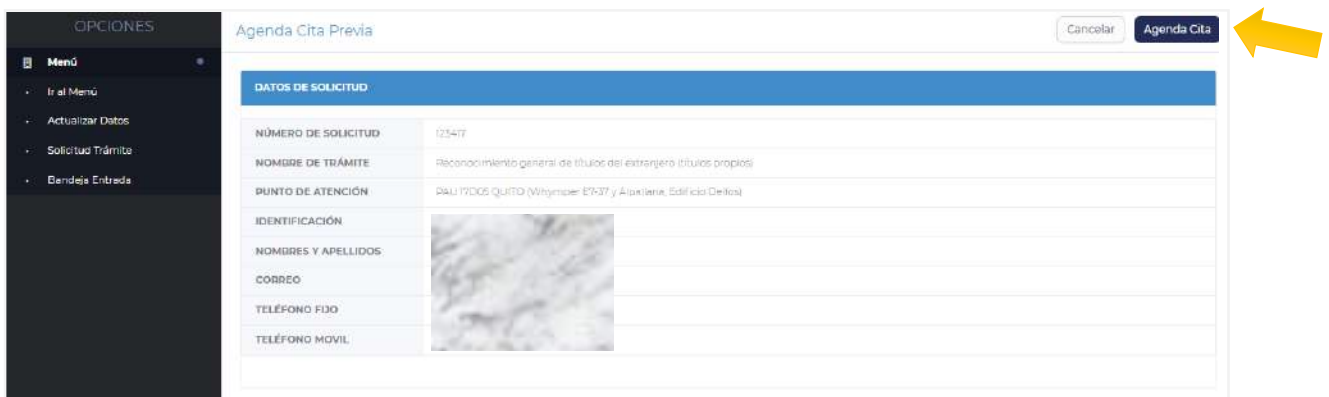 OPCIONES
Menú
Ir al Menú
Actualizar Datos
Solicitud Trámite
Bandeja Entrada
Agenda Cita Previa
Cancelar
Agenda Cita
DATOS DE SOLICITUD
NÚMERO DE SOLICITUD 123417
NOMBRE DE TRÁMITE Reconocimiento general de títulos del extranjero (títulos propios)
PUNTO DE ATENCIÓN PAU 17D05 QUITO (Whymper E7-37 y Alpallana, Edificio Delfos)
IDENTIFICACIÓN
NOMBRES Y APELLIDOS
CORREO
TELÉFONO FIJO
TELÉFONO MOVIL